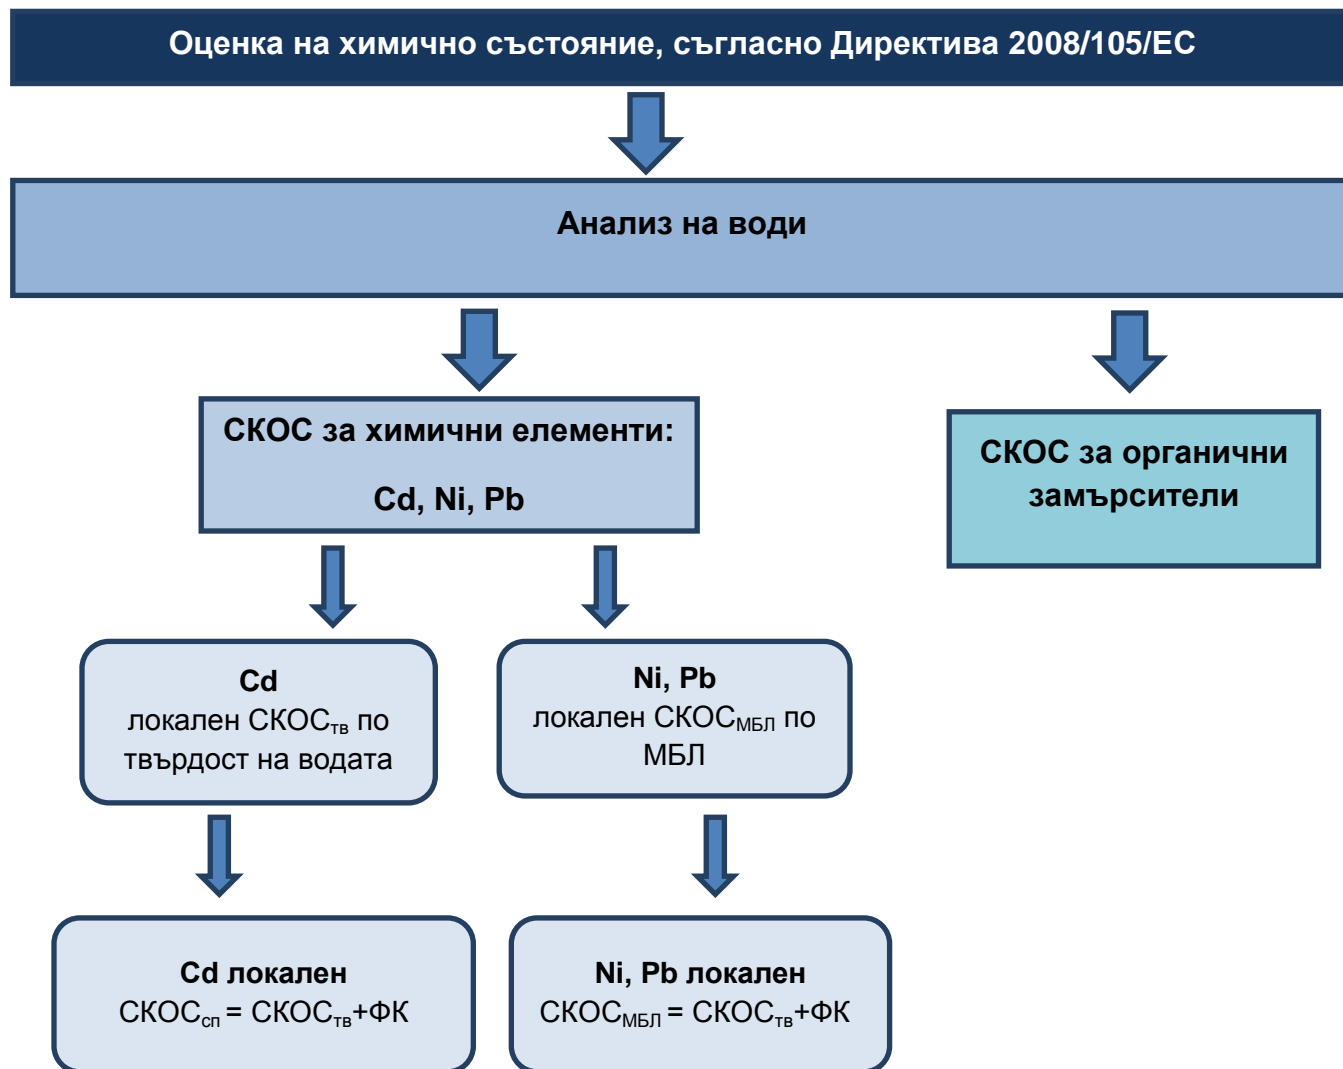 Оценка на химично състояние, съгласно Директива 2008/105/ЕС
Анализ на води
СКОС за химични елементи:
Cd, Ni, Pb
СКОС за органични
замърсители
Cd
локален СКОСтв по
твърдост на водата
Ni, Pb
локален СКОСМБЛ по
МБЛ
Cd локален
СКОСсп = СКОСтв+ФК
Ni, Pb локален
СКОСМБЛ = СКОСтв+ФК